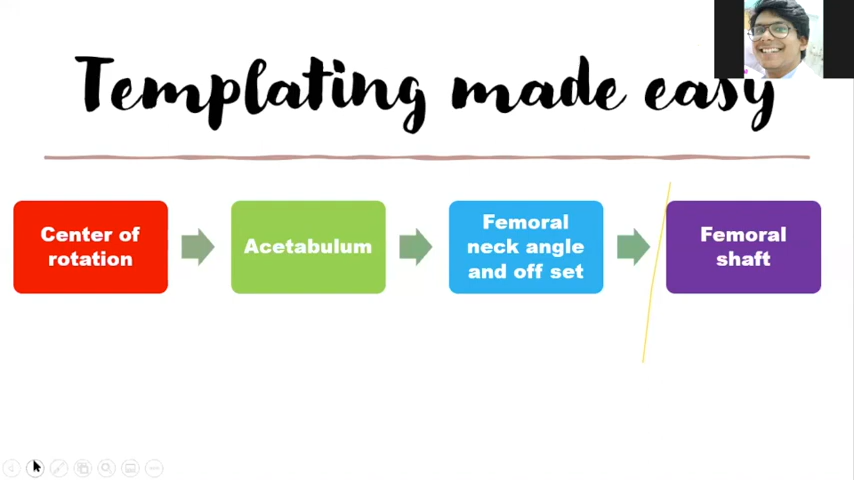 Templating made easy
Center of
rotation
Acetabulum
Femoral
neck angle
and off set
Femoral
shaft